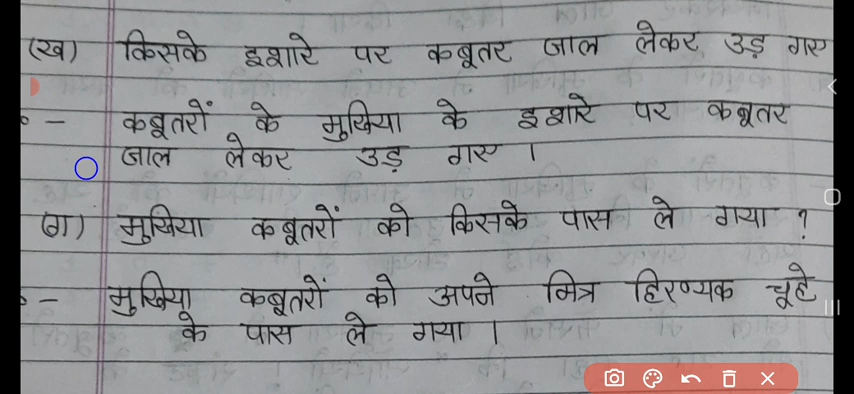 (ख) किसके इशारे पर कबूतर जाल लेकर उड़ गए
- कबूतरों के मुखिया के इशारे पर कबूतर
जाल लेकर उड़ गए ।
(ग) मुखिया कबूतरों को किसके पास ले गया ?
- मुखिया कबूतरों को अपने मित्र हिरण्यक चूहे
के पास ले गया ।